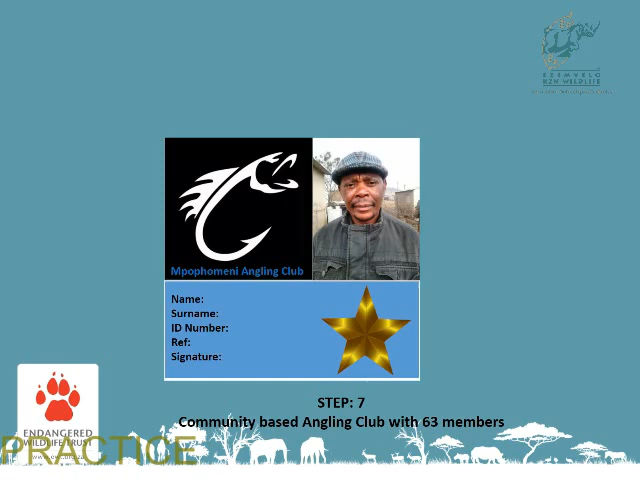 EZEMVELO
KZN WILDLIFE
Mpophomeni Angling Club
Name:
Surname:
ID Number:
Ref:
Signature:
STEP: 7
Community based Angling Club with 63 members
ENDANGERED
WILDLIFE TRUST
PRACTICE